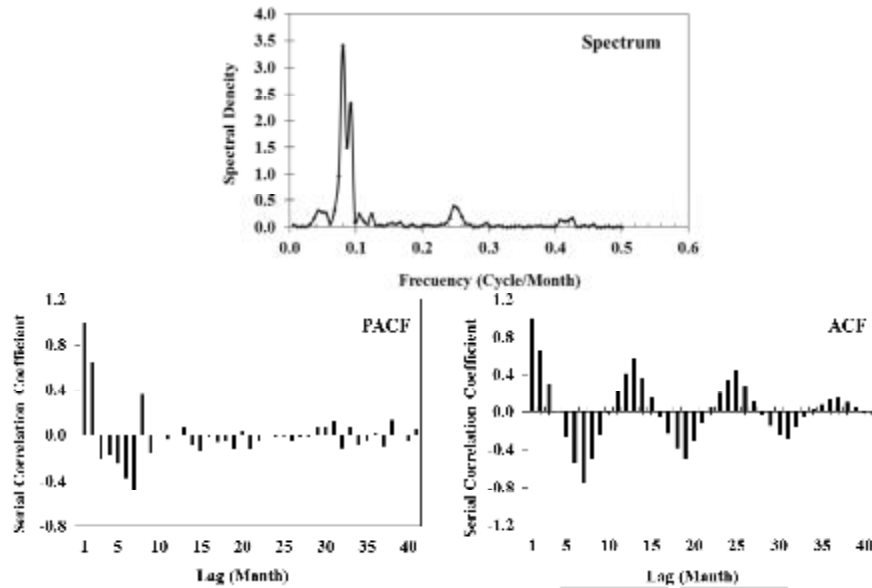 4.0
Spectrum
3.5
3.0
2.5
2.0
1.5
1.0
0.5
0.0
Spectral Dencity
0.0 0.1 0.2 0.3 0.4 0.5 0.6
Frecuency (Cycle/Month)
1.2
PACF
0.8
0.4
0.0
-0.4
-0.8
Serial Correlation Coefficient
1 5 10 15 20 25 30 35 40
Lag (Month)
1.2
ACF
0.8
0.4
0.0
-0.4
-0.8
-1.2
Serial Correlation Coefficient
1 5 10 15 20 25 30 35 40
Lag (Month)